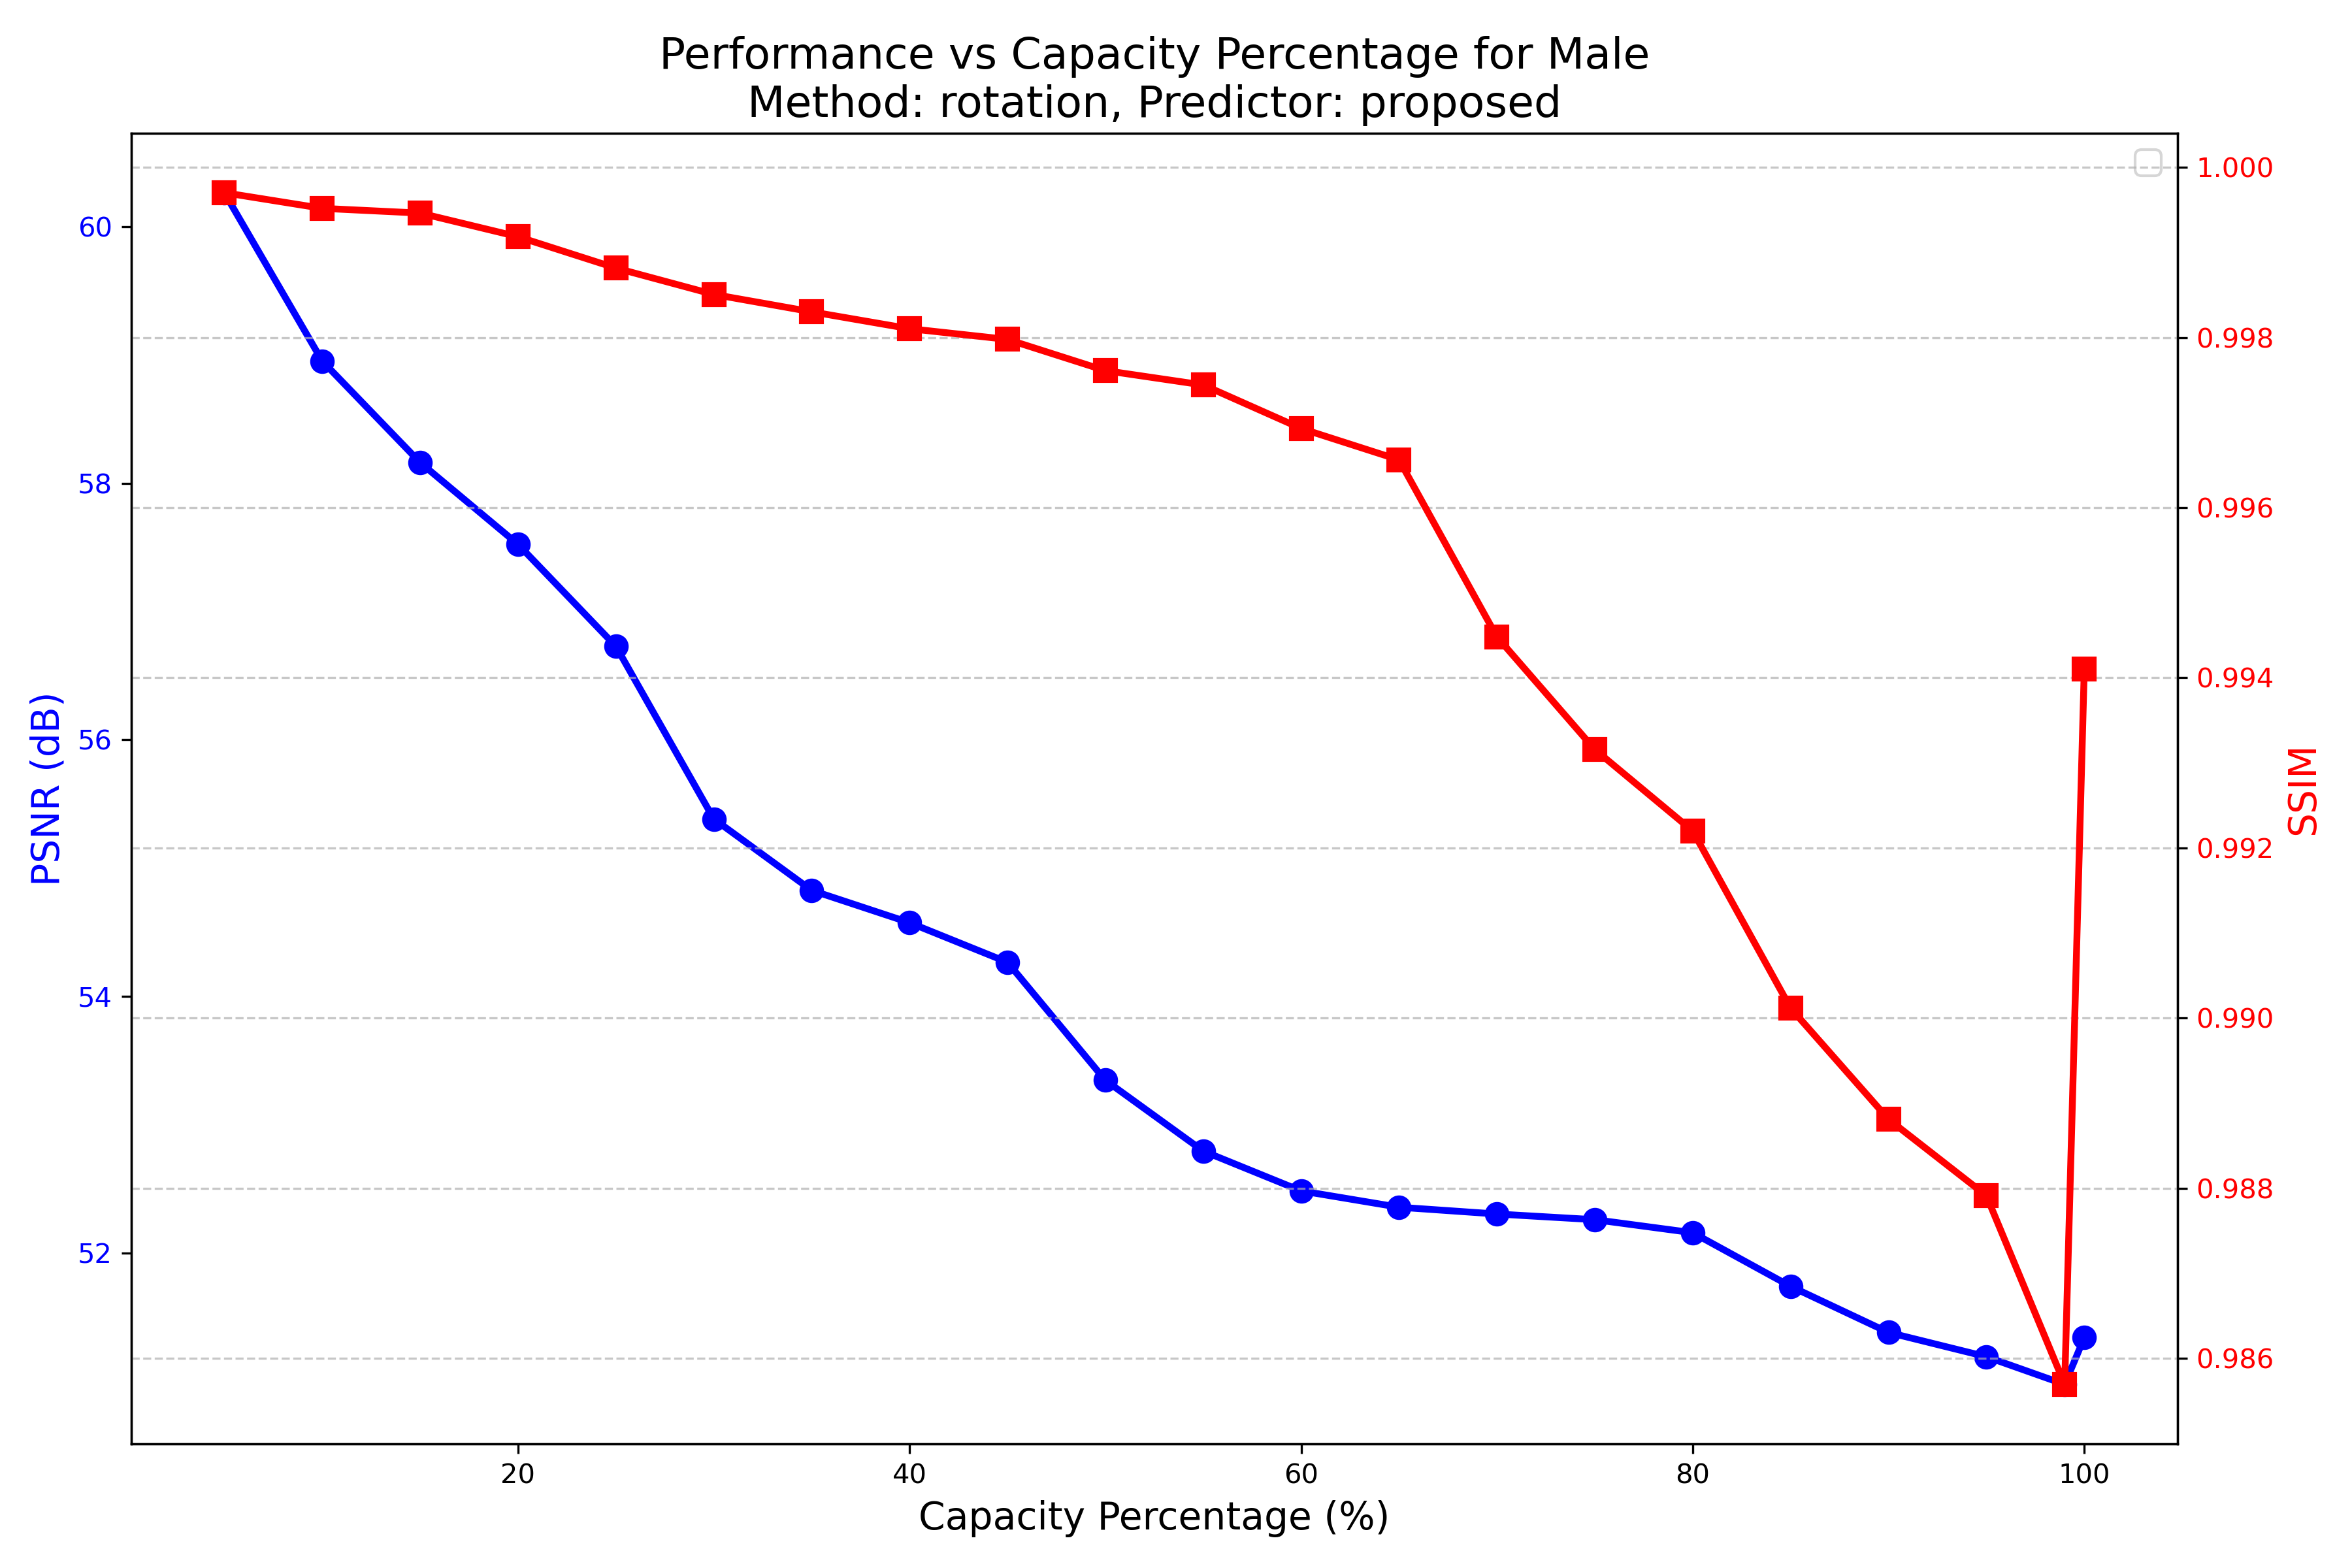 Performance vs Capacity Percentage for Male
Method: rotation, Predictor: proposed
PSNR (dB)
60
58
56
54
52
1.000
0.998
0.996
0.994
0.992
0.990
0.988
0.986
SSIM
20 40 60 80 100
Capacity Percentage (%)